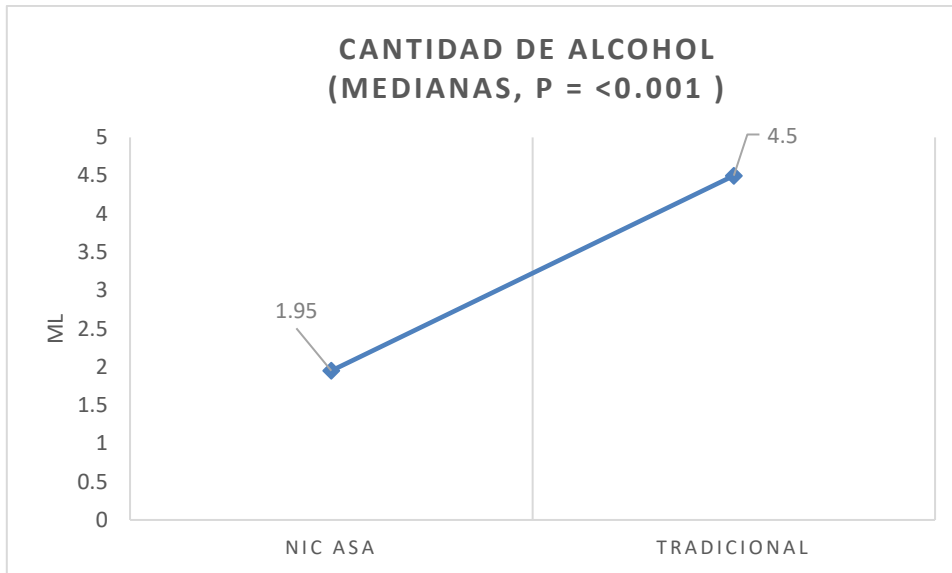 CANTIDAD DE ALCOHOL
(MEDIANAS, P = <0.001 )
5
4.5
4
3.5
3
2.5
2
1.5
1
0.5
0
ML
1.95
4.5
NIC ASA
TRADICIONAL